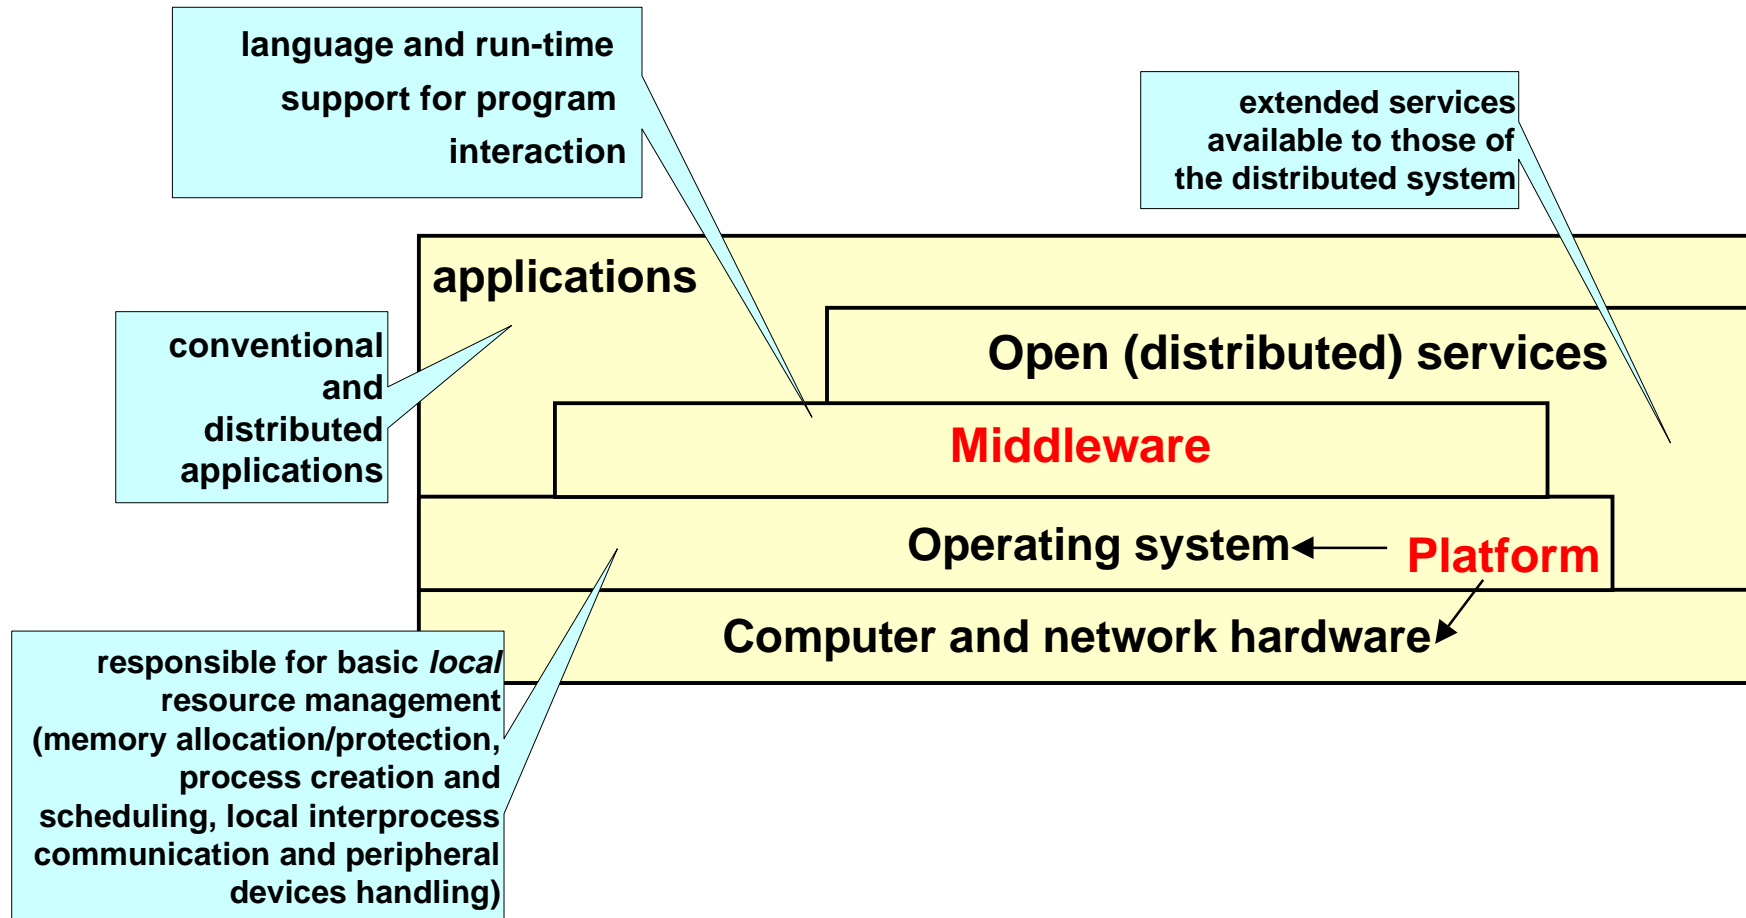 language and run-time
support for program
interaction
extended services
available to those of
the distributed system
applications
conventional
and
distributed
applications
Open (distributed) services
Middleware
Operating system
Platform
Computer and network hardware
responsible for basic local
resource management
(memory allocation/protection,
process creation and
scheduling, local interprocess
communication and peripheral
devices handling)